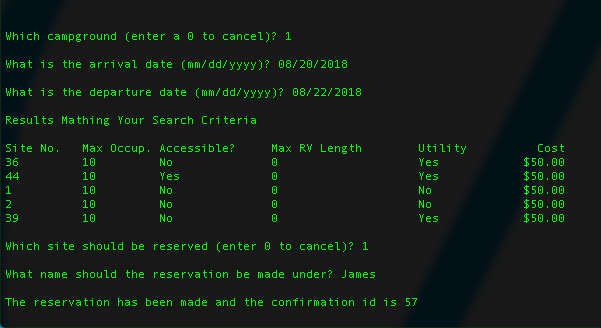 Which campground (enter a 0 to cancel)? 1
What is the arrival date (mm/dd/yyyy)? 08/20/2018
What is the departure date (mm/dd/yyyy)? 08/22/2018
Results Mathing Your Search Criteria
Site No. Max Occup. Accessible? Max RV Length Utility Cost
36 10 No 0 Yes $50.00
44 10 Yes 0 Yes $50.00
1 10 No 0 No $50.00
2 10 No 0 No $50.00
39 10 No 0 Yes $50.00
Which site should be reserved (enter 0 to cancel)? 1
What name should the reservation be made under? James
The reservation has been made and the confirmation id is 57